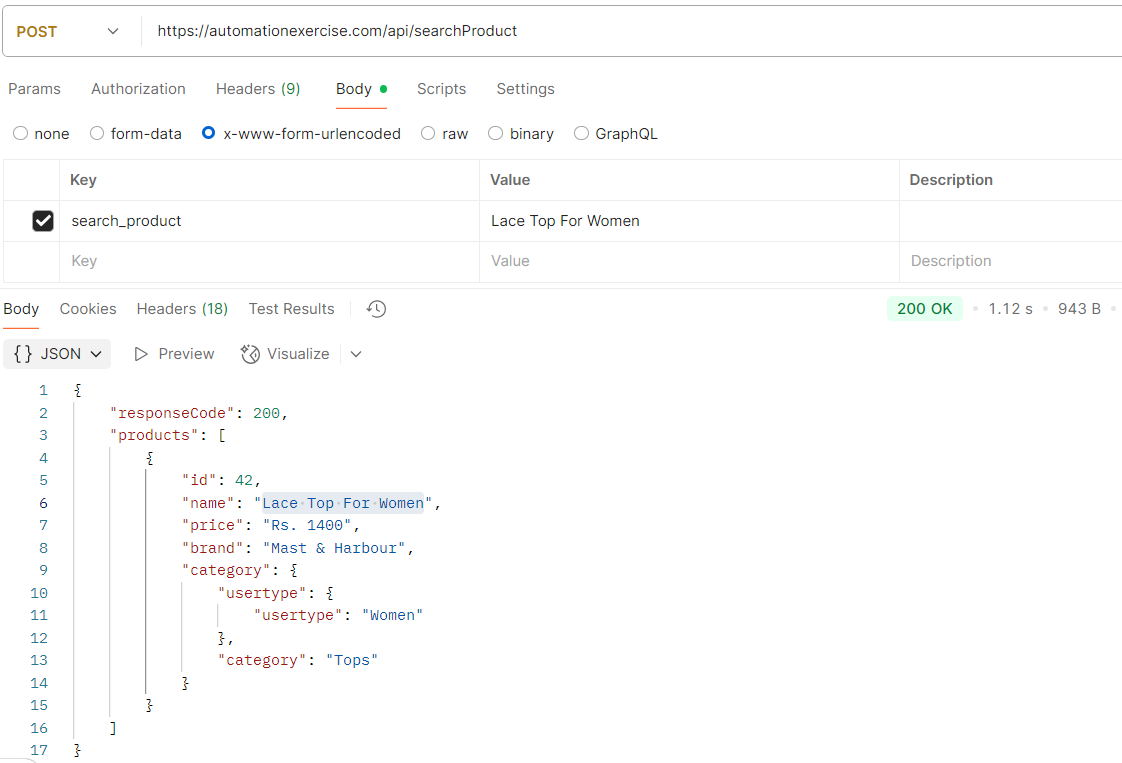 POST https://automationexercise.com/api/searchProduct
Params Authorization Headers (9) Body Scripts Settings
none form-data x-www-form-urlencoded raw binary GraphQL
Key Value Description
search_product Lace Top For Women
Key Value Description
Body Cookies Headers (18) Test Results 200 OK • 1.12 s • 943 B •
{} JSON Preview Visualize
1 {
2 "responseCode": 200,
3 "products": [
4 {
5 "id": 42,
6 "name": "Lace·Top·For·Women",
7 "price": "Rs. 1400",
8 "brand": "Mast & Harbour",
9 "category": {
10 "usertype": {
11 "usertype": "Women"
12 },
13 "category": "Tops"
14 }
15 }
16 ]
17 }